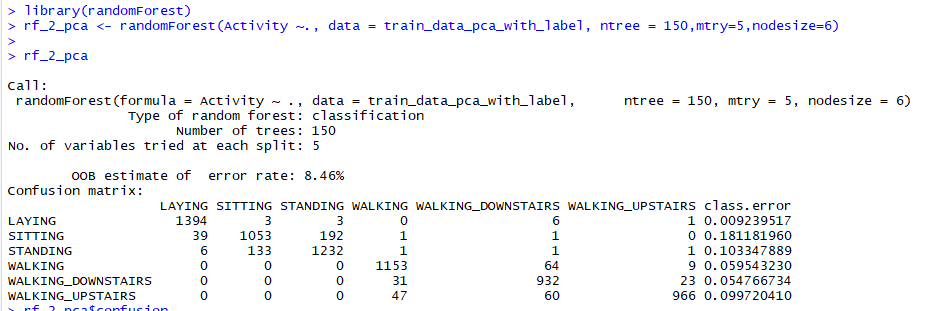 > library(randomForest)
> rf_2_pca <- randomForest(Activity ~., data = train_data_pca_with_label, ntree = 150,mtry=5,nodesize=6)
>
> rf_2_pca
Call:
randomForest(formula = Activity ~ ., data = train_data_pca_with_label, ntree = 150, mtry = 5, nodesize = 6)
Type of random forest: classification
Number of trees: 150
No. of variables tried at each split: 5
OOB estimate of error rate: 8.46%
Confusion matrix:
LAYING SITTING STANDING WALKING WALKING_DOWNSTAIRS WALKING_UPSTAIRS class.error
LAYING 1394 3 3 0 6 1 0.009239517
SITTING 39 1053 192 1 1 0 0.181181960
STANDING 6 133 1232 1 1 1 0.103347889
WALKING 0 0 0 1153 64 9 0.059543230
WALKING_DOWNSTAIRS 0 0 0 31 932 23 0.054766734
WALKING_UPSTAIRS 0 0 0 47 60 966 0.099720410
> rf_2_pca$confusion